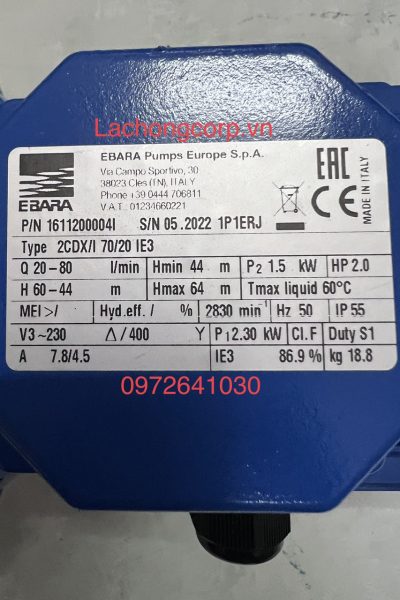 Lachongcorp.vn
EBARA
EBARA Pumps Europe S.p.A.
Via Campo Sportivo, 30
38023 Cles (TN), ITALY
Phone +39 0444 706811
V.A.T. 01234660221
EAC
CE
MADE IN ITALY
P/N 1611200004I S/N 05.2022 1P1ERJ
Type 2CDX/I 70/20 IE3
Q 20-80 l/min Hmin 44 m P2 1.5 kW HP 2.0
H 60-44 m Hmax 64 m Tmax liquid 60°C
MEI >/ Hyd.eff./ % 2830 min⁻¹ Hz 50 IP 55
V3~230 Δ/400 Y P1 2.30 kW Cl.F Duty S1
A 7.8/4.5 IE3 86.9% kg 18.8
0972641030